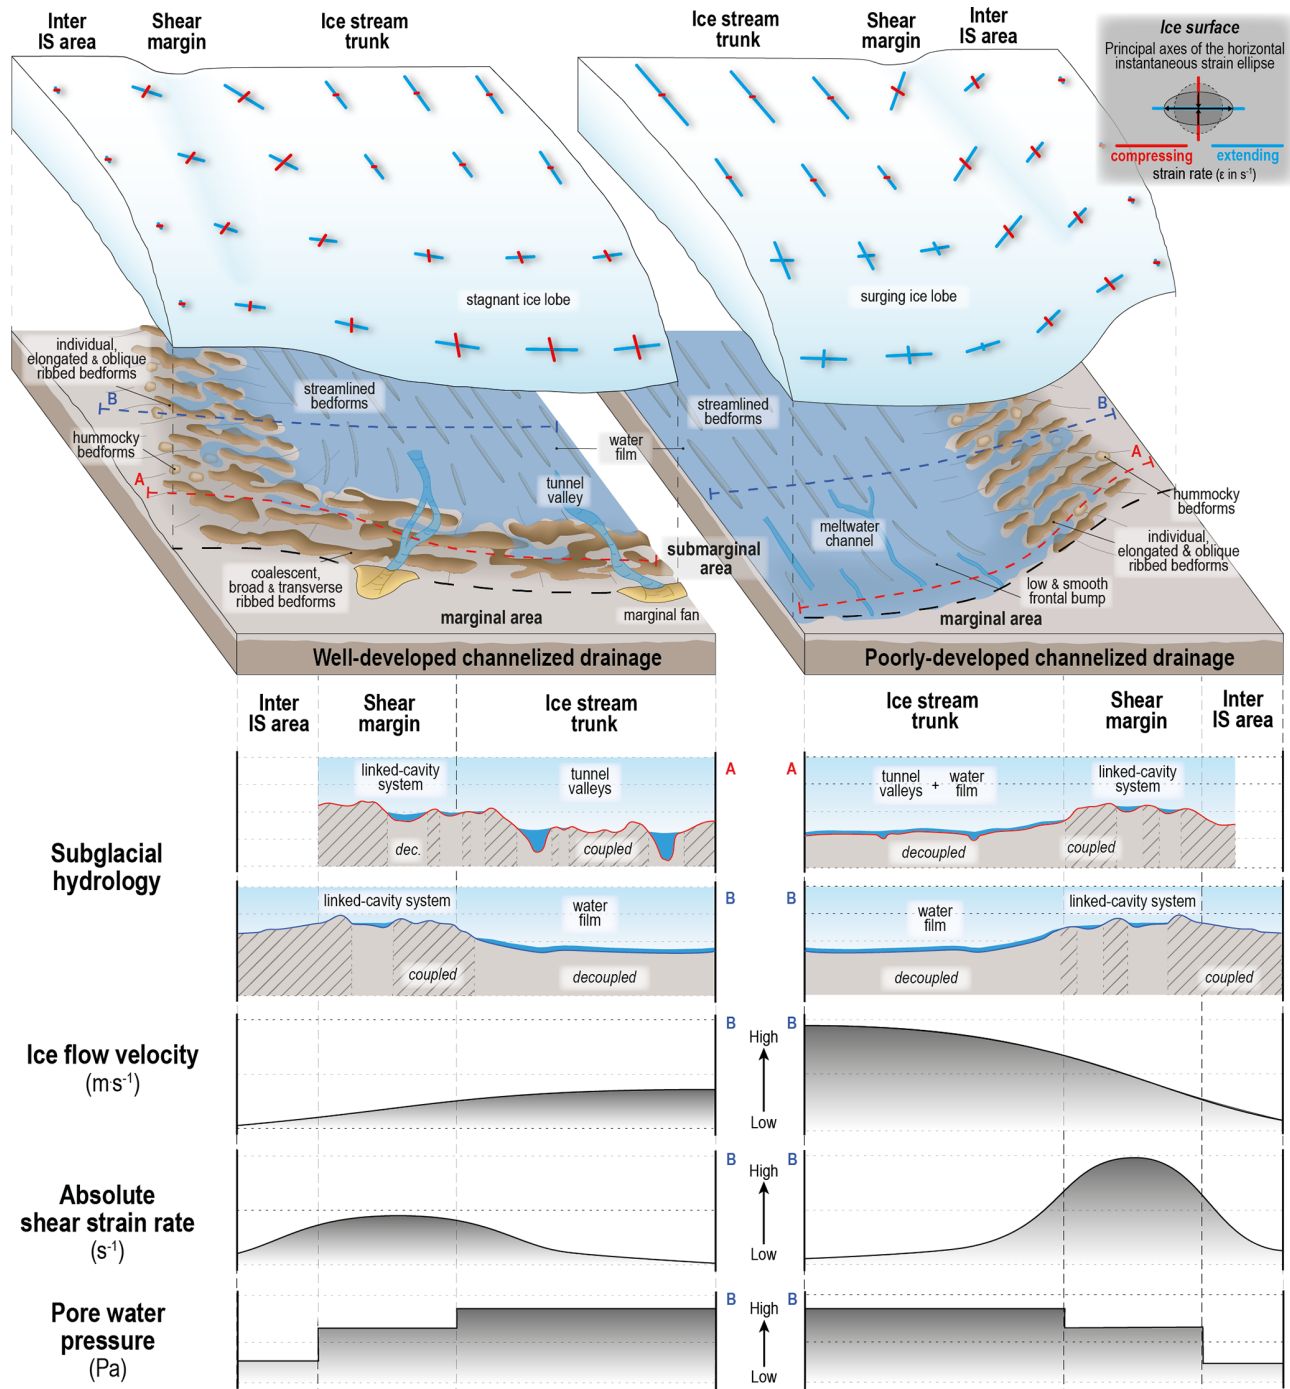 Inter
IS area
Shear
margin
Ice stream
trunk
Ice stream
trunk
Shear
margin
Inter
IS area
Ice surface
Principal axes of the horizontal
instantaneous strain ellipse
compressing
extending
strain rate (ε in s-1)
stagnant ice lobe
surging ice lobe
individual,
elongated & oblique
ribbed bedforms
B
hummocky
bedforms
A
streamlined
bedforms
water
film
tunnel
valley
submarginal
area
coalescent,
broad & transverse
ribbed bedforms
marginal area
marginal fan
streamlined
bedforms
B
A
meltwater
channel
hummocky
bedforms
individual,
elongated & oblique
ribbed bedforms
low & smooth
frontal bump
marginal area
Well-developed channelized drainage
Poorly-developed channelized drainage
Inter
IS area
Shear
margin
Ice stream
trunk
Ice stream
trunk
Shear
margin
Inter
IS area
Subglacial
hydrology
linked-cavity
system
tunnel
valleys
dec.
coupled
A
A
tunnel
valleys
+
water
film
linked-cavity
system
decoupled
coupled
linked-cavity system
water
film
coupled
decoupled
B
B
water
film
linked-cavity system
decoupled
coupled
Ice flow velocity
(m·s-1)
B
B
High
Low
Absolute
shear strain rate
(s-1)
B
B
High
Low
Pore water
pressure
(Pa)
B
B
High
Low